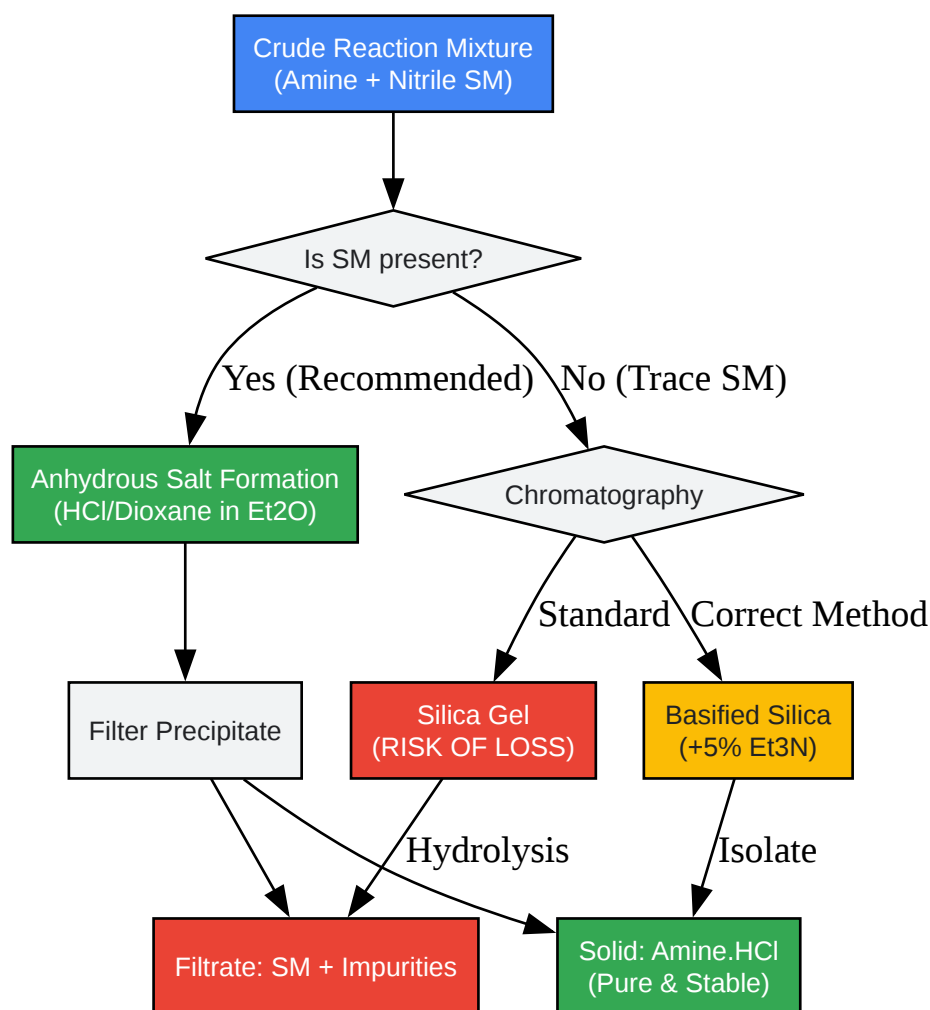 Crude Reaction Mixture
(Amine + Nitrile SM)
Is SM present?
Yes (Recommended)
No (Trace SM)
Anhydrous Salt Formation
(HCl/Dioxane in Et2O)
Chromatography
Standard
Correct Method
Filter Precipitate
Silica Gel
(RISK OF LOSS)
Basified Silica
(+5% Et3N)
Hydrolysis
Isolate
Filtrate: SM + Impurities
Solid: Amine.HCl
(Pure & Stable)